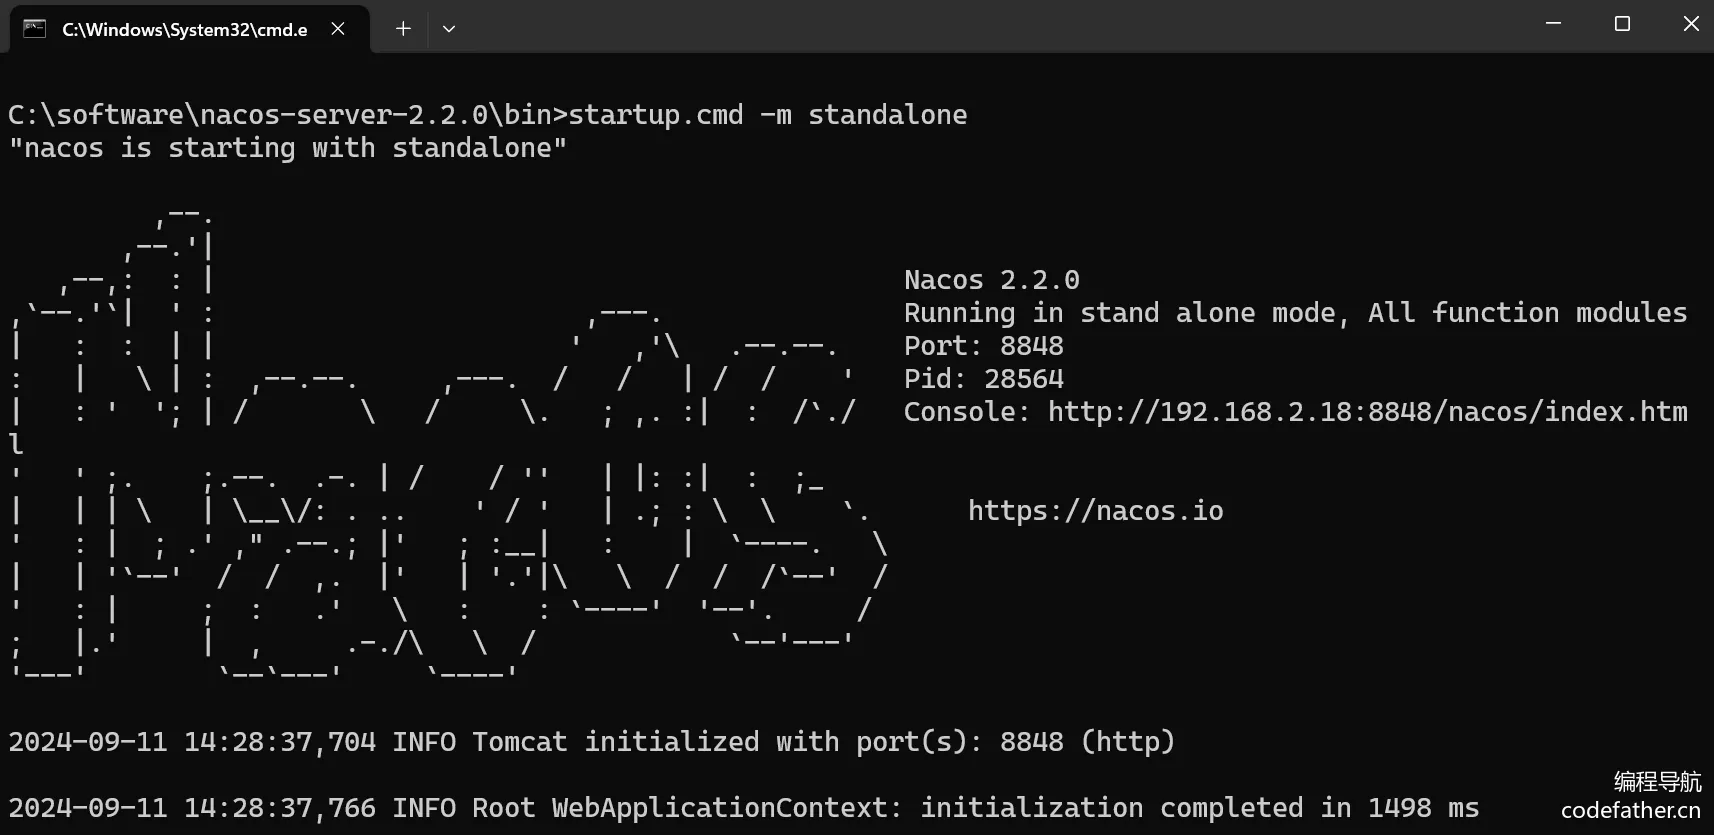 C:\Windows\System32\cmd.e
C:\software\nacos-server-2.2.0\bin>startup.cmd -m standalone
"nacos is starting with standalone"
         ,--.
       ,--.'|
   ,--,:  : |                                           Nacos 2.2.0
,`--.'`|  ' :                       ,---.               Running in stand alone mode, All function modules
|   :  :  | |                      '   ,'\   .--.--.    Port: 8848
:   |   \ | :  ,--.--.     ,---.  /   /   | /  /    '   Pid: 28564
|   : '  '; | /       \   /     \.   ; ,. :|  :  /`./   Console: http://192.168.2.18:8848/nacos/index.htm
l
'   ' ;.    ;.--.  .-. | /    / ''   | |: :|  :  ;_
|   | | \   | \__\/: . ..    ' / '   | .; : \  \    `.      https://nacos.io
'   : |  ; .' ," .--.; |'   ; :__|   :    |  `----.   \
|   | '`--'  /  /  ,.  |'   | '.'|\   \  /  /  /`--'  /
'   : |     ;  :   .'   \   :    : `----'  '--'.     /
;   |.'     |  ,     .-./\   \  /            `--'---'
'---'        `--`---'     `----'
2024-09-11 14:28:37,704 INFO Tomcat initialized with port(s): 8848 (http)
2024-09-11 14:28:37,766 INFO Root WebApplicationContext: initialization completed in 1498 ms
编程导航
codefather.cn